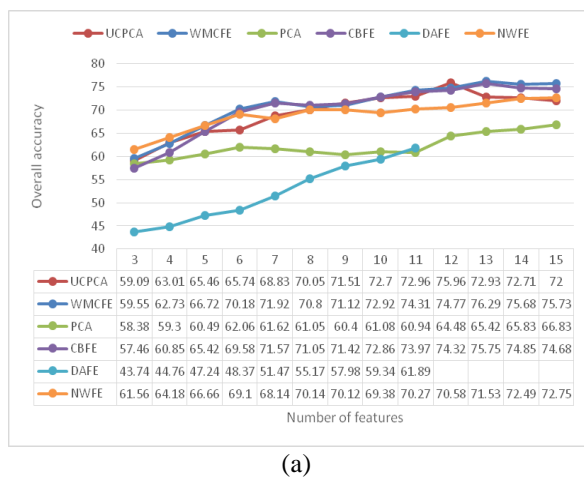 UCPCA WMCFE PCA CBFE DAFE NWFE
Overall accuracy
80
75
70
65
60
55
50
45
40
3 4 5 6 7 8 9 10 11 12 13 14 15
UCPCA 59.09 63.01 65.46 65.74 68.83 70.05 71.51 72.7 72.96 75.96 72.93 72.71 72
WMCFE 59.55 62.73 66.72 70.18 71.92 70.8 71.12 72.92 74.31 74.77 76.29 75.68 75.73
PCA 58.38 59.3 60.49 62.06 61.62 61.05 60.4 61.08 60.94 64.48 65.42 65.83 66.83
CBFE 57.46 60.85 65.42 69.58 71.57 71.05 71.42 72.86 73.97 74.32 75.75 74.85 74.68
DAFE 43.74 44.76 47.24 48.37 51.47 55.17 57.98 59.34 61.89
NWFE 61.56 64.18 66.66 69.1 68.14 70.14 70.12 69.38 70.27 70.58 71.53 72.49 72.75
Number of features
(a)